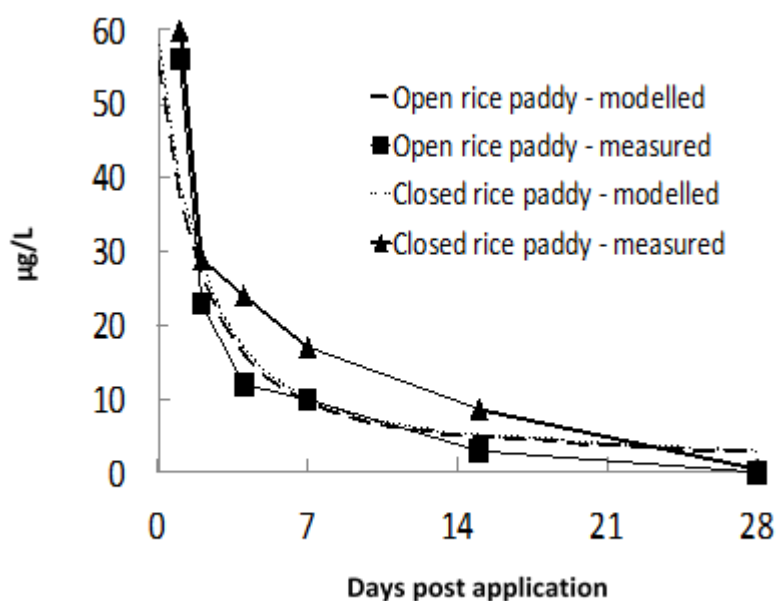 60
50
40
30
20
10
0
µg/L
Open rice paddy - modelled
Open rice paddy - measured
Closed rice paddy - modelled
Closed rice paddy - measured
0 7 14 21 28
Days post application